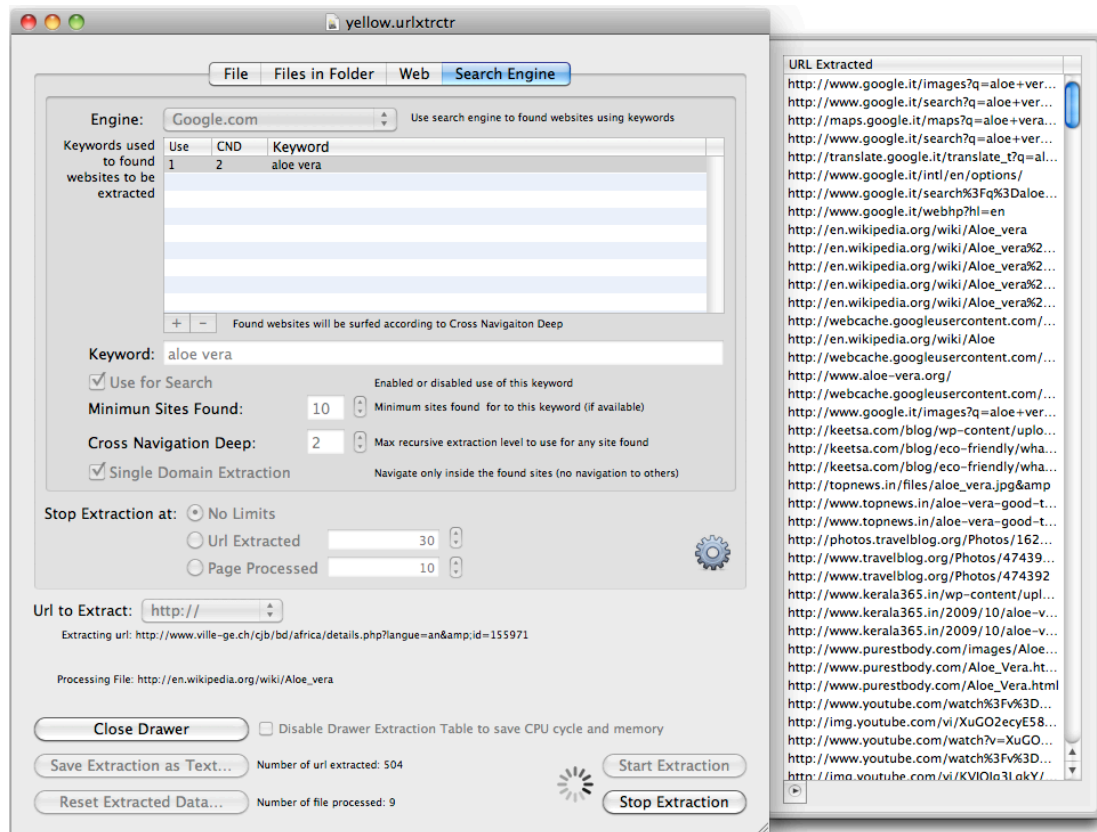 yellow.urlxtrctr
File Files in Folder Web Search Engine
Engine: Google.com Use search engine to found websites using keywords
Keywords used
to found
websites to be
extracted
Use CND Keyword
1 2 aloe vera
+ - Found websites will be surfed according to Cross Navigaiton Deep
Keyword: aloe vera
Use for Search Enabled or disabled use of this keyword
Minimun Sites Found: 10 Minimum sites found for to this keyword (if available)
Cross Navigation Deep: 2 Max recursive extraction level to use for any site found
Single Domain Extraction Navigate only inside the found sites (no navigation to others)
Stop Extraction at: No Limits
Url Extracted 30
Page Processed 10
Url to Extract: http://
Extracting url: http://www.ville-ge.ch/cjb/bd/africa/details.php?langue=an&amp;id=155971
Processing File: http://en.wikipedia.org/wiki/Aloe_vera
Close Drawer Disable Drawer Extraction Table to save CPU cycle and memory
Save Extraction as Text... Number of url extracted: 504 Start Extraction
Reset Extracted Data... Number of file processed: 9 Stop Extraction
URL Extracted
http://www.google.it/images?q=aloe+ver...
http://www.google.it/search?q=aloe+ver...
http://maps.google.it/maps?q=aloe+vera...
http://www.google.it/search?q=aloe+ver...
http://translate.google.it/translate_t?q=al...
http://www.google.it/intl/en/options/
http://www.google.it/search%3Fq%3Daloe...
http://www.google.it/webhp?hl=en
http://en.wikipedia.org/wiki/Aloe_vera
http://en.wikipedia.org/wiki/Aloe_vera%2...
http://en.wikipedia.org/wiki/Aloe_vera%2...
http://en.wikipedia.org/wiki/Aloe_vera%2...
http://en.wikipedia.org/wiki/Aloe_vera%2...
http://webcache.googleusercontent.com/...
http://en.wikipedia.org/wiki/Aloe
http://webcache.googleusercontent.com/...
http://www.aloe-vera.org/
http://webcache.googleusercontent.com/...
http://www.google.it/images?q=aloe+ver...
http://keetsa.com/blog/wp-content/uplo...
http://keetsa.com/blog/eco-friendly/wha...
http://keetsa.com/blog/eco-friendly/wha...
http://topnews.in/files/aloe_vera.jpg&amp
http://www.topnews.in/aloe-vera-good-t...
http://www.topnews.in/aloe-vera-good-t...
http://photos.travelblog.org/Photos/162...
http://www.travelblog.org/Photos/47439...
http://www.travelblog.org/Photos/474392
http://www.kerala365.in/wp-content/upl...
http://www.kerala365.in/2009/10/aloe-v...
http://www.kerala365.in/2009/10/aloe-v...
http://www.purestbody.com/images/Aloe...
http://www.purestbody.com/Aloe_Vera.ht...
http://www.purestbody.com/Aloe_Vera.html
http://www.youtube.com/watch%3Fv%3D...
http://img.youtube.com/vi/XuGO2ecyE58...
http://www.youtube.com/watch?v=XuGO...
http://www.youtube.com/watch%3Fv%3D...